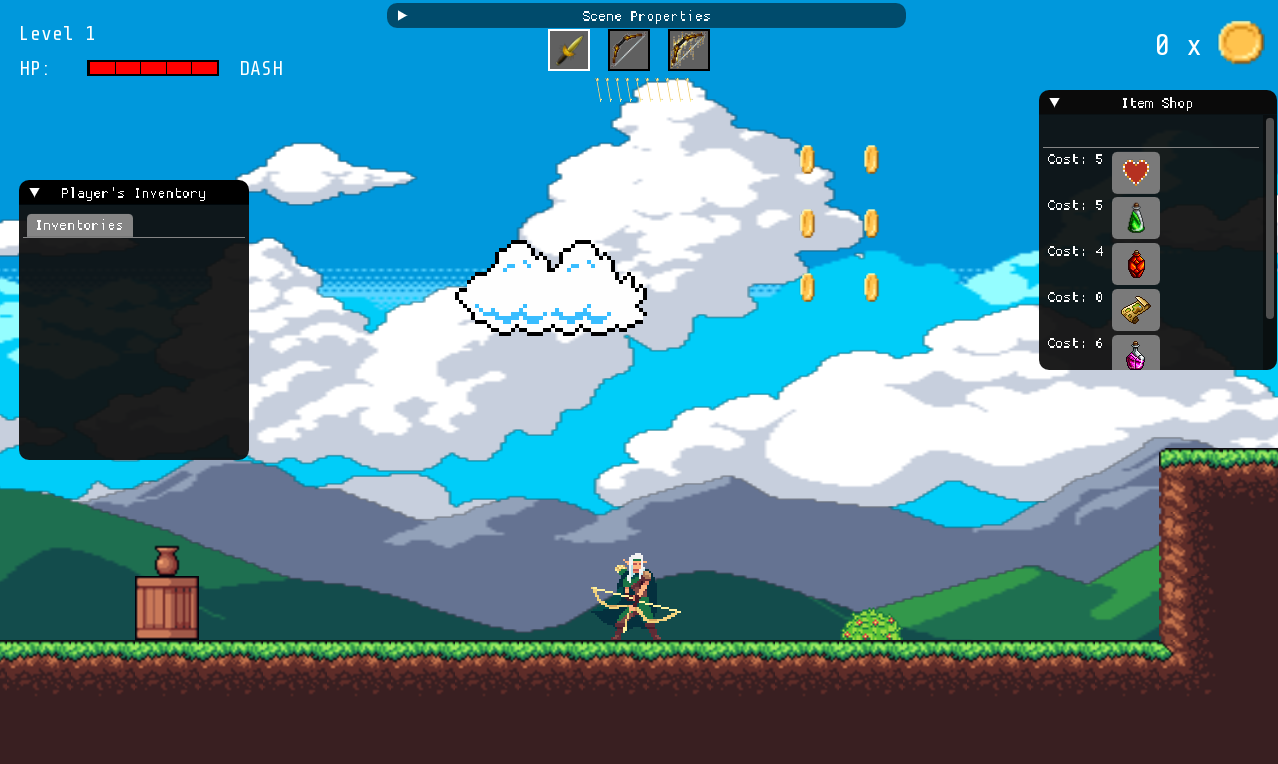 Scene Properties
Level 1
HP: DASH
0 x
Item Shop
Cost: 5
Cost: 5
Cost: 4
Cost: 0
Cost: 6
Player's Inventory
Inventories